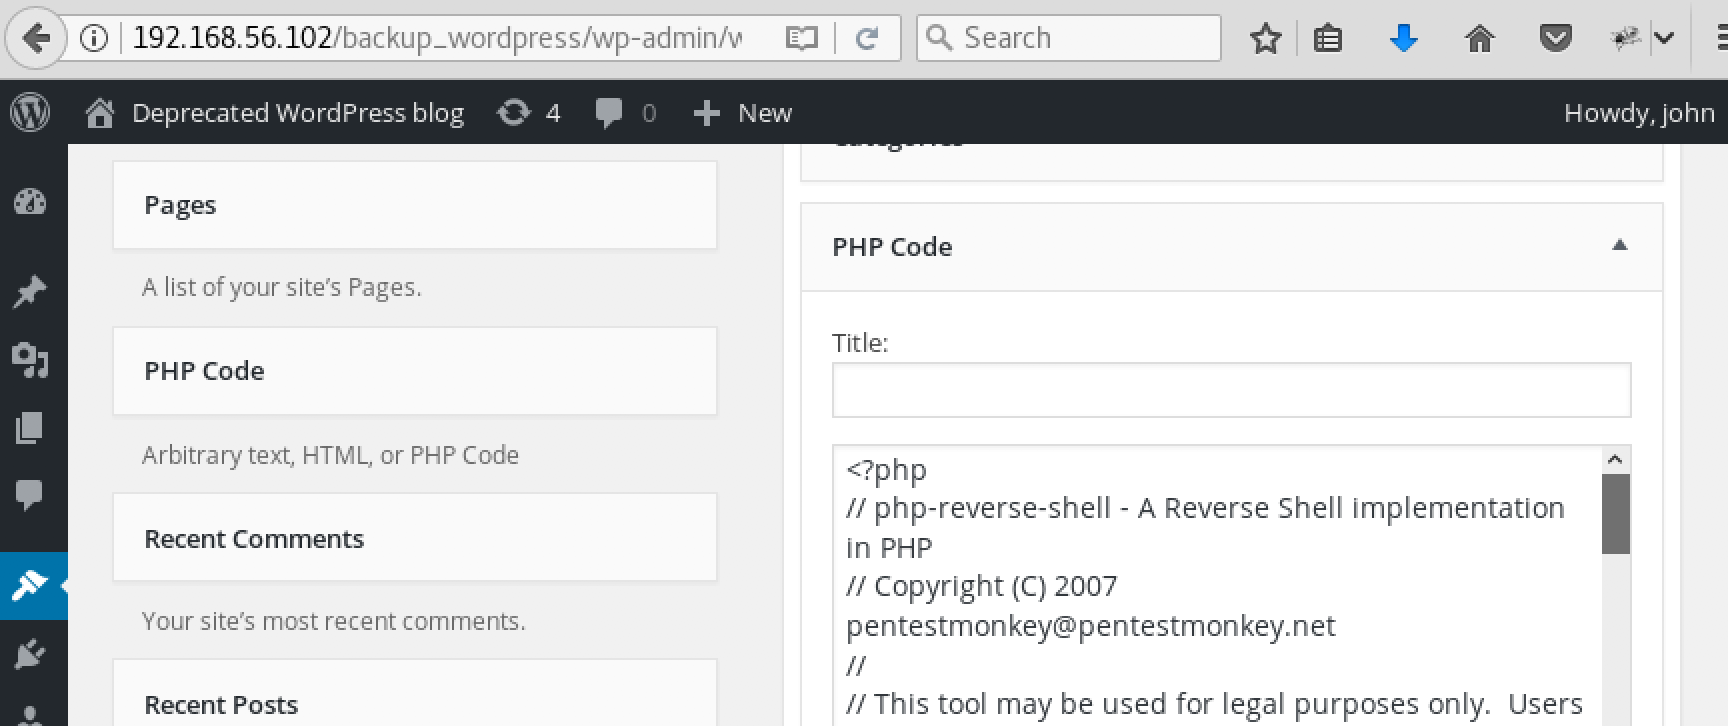 192.168.56.102/backup_wordpress/wp-admin/w
Search
Deprecated WordPress blog
4
0
New
Howdy, john
Categories
Pages
A list of your site’s Pages.
PHP Code
Arbitrary text, HTML, or PHP Code
Recent Comments
Your site’s most recent comments.
Recent Posts
PHP Code
Title:
<?php
// php-reverse-shell - A Reverse Shell implementation
in PHP
// Copyright (C) 2007
pentestmonkey@pentestmonkey.net
//
// This tool may be used for legal purposes only.  Users